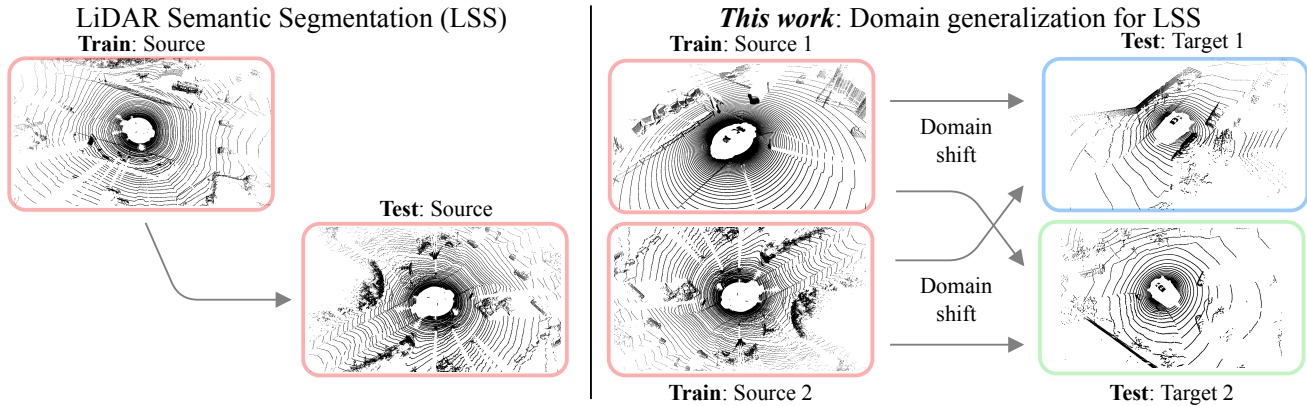 LiDAR Semantic Segmentation (LSS)
Train: Source
Test: Source
This work: Domain generalization for LSS
Train: Source 1
Test: Target 1
Domain
shift
Domain
shift
Train: Source 2
Test: Target 2